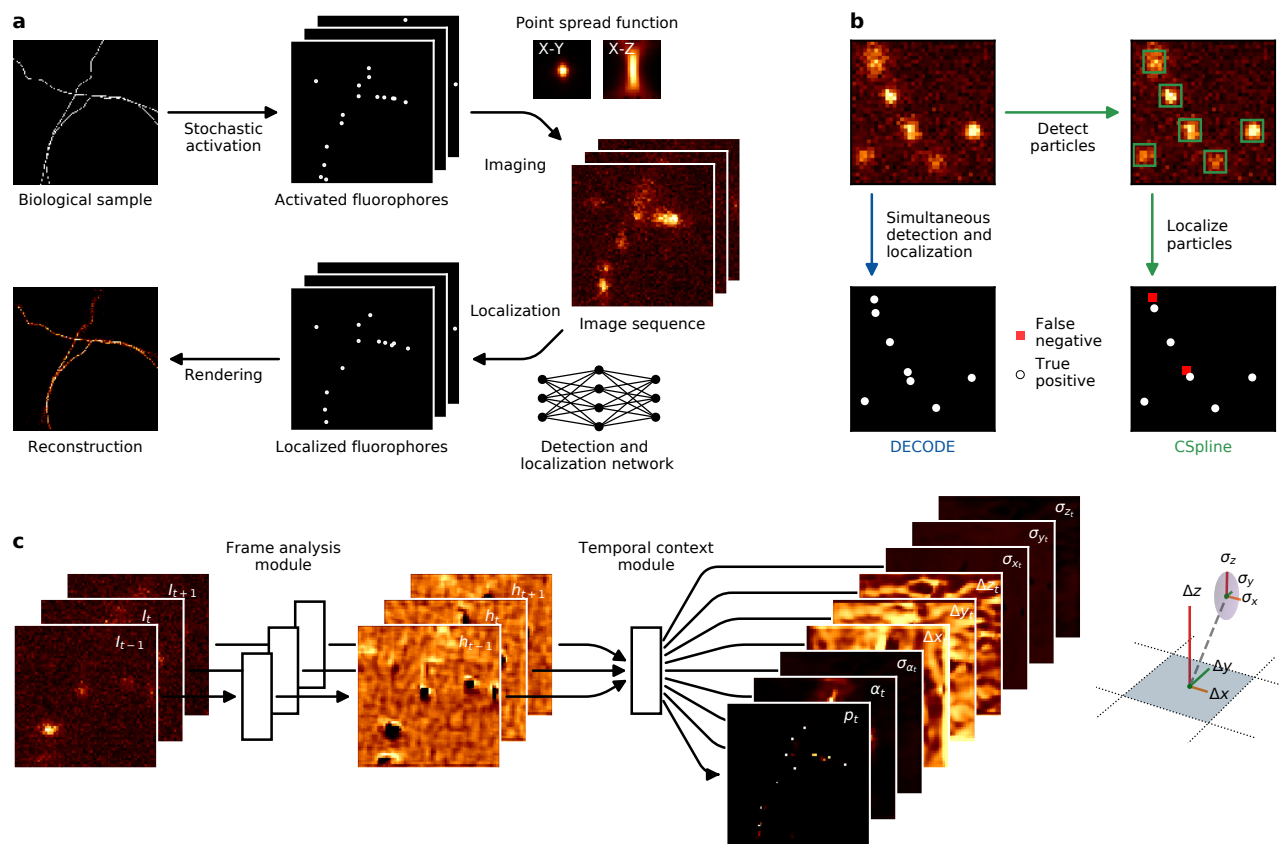 a
Point spread function
X-Y
X-Z
Stochastic
activation
Imaging
Biological sample
Activated fluorophores
Localization
Image sequence
Rendering
Reconstruction
Localized fluorophores
Detection and
localization network
b
Detect
particles
Simultaneous
detection and
localization
Localize
particles
False
negative
True
positive
DECODE
CSpline
c
Frame analysis
module
Temporal context
module
I_{t+1}
I_t
I_{t−1}
h_{t+1}
h_t
h_{t−1}
σ_{z_t}
σ_{y_t}
σ_{x_t}
Δz_t
Δy_t
Δx
σ_{α_t}
α_t
p_t
σ_z
σ_y
σ_x
Δz
Δy
Δx